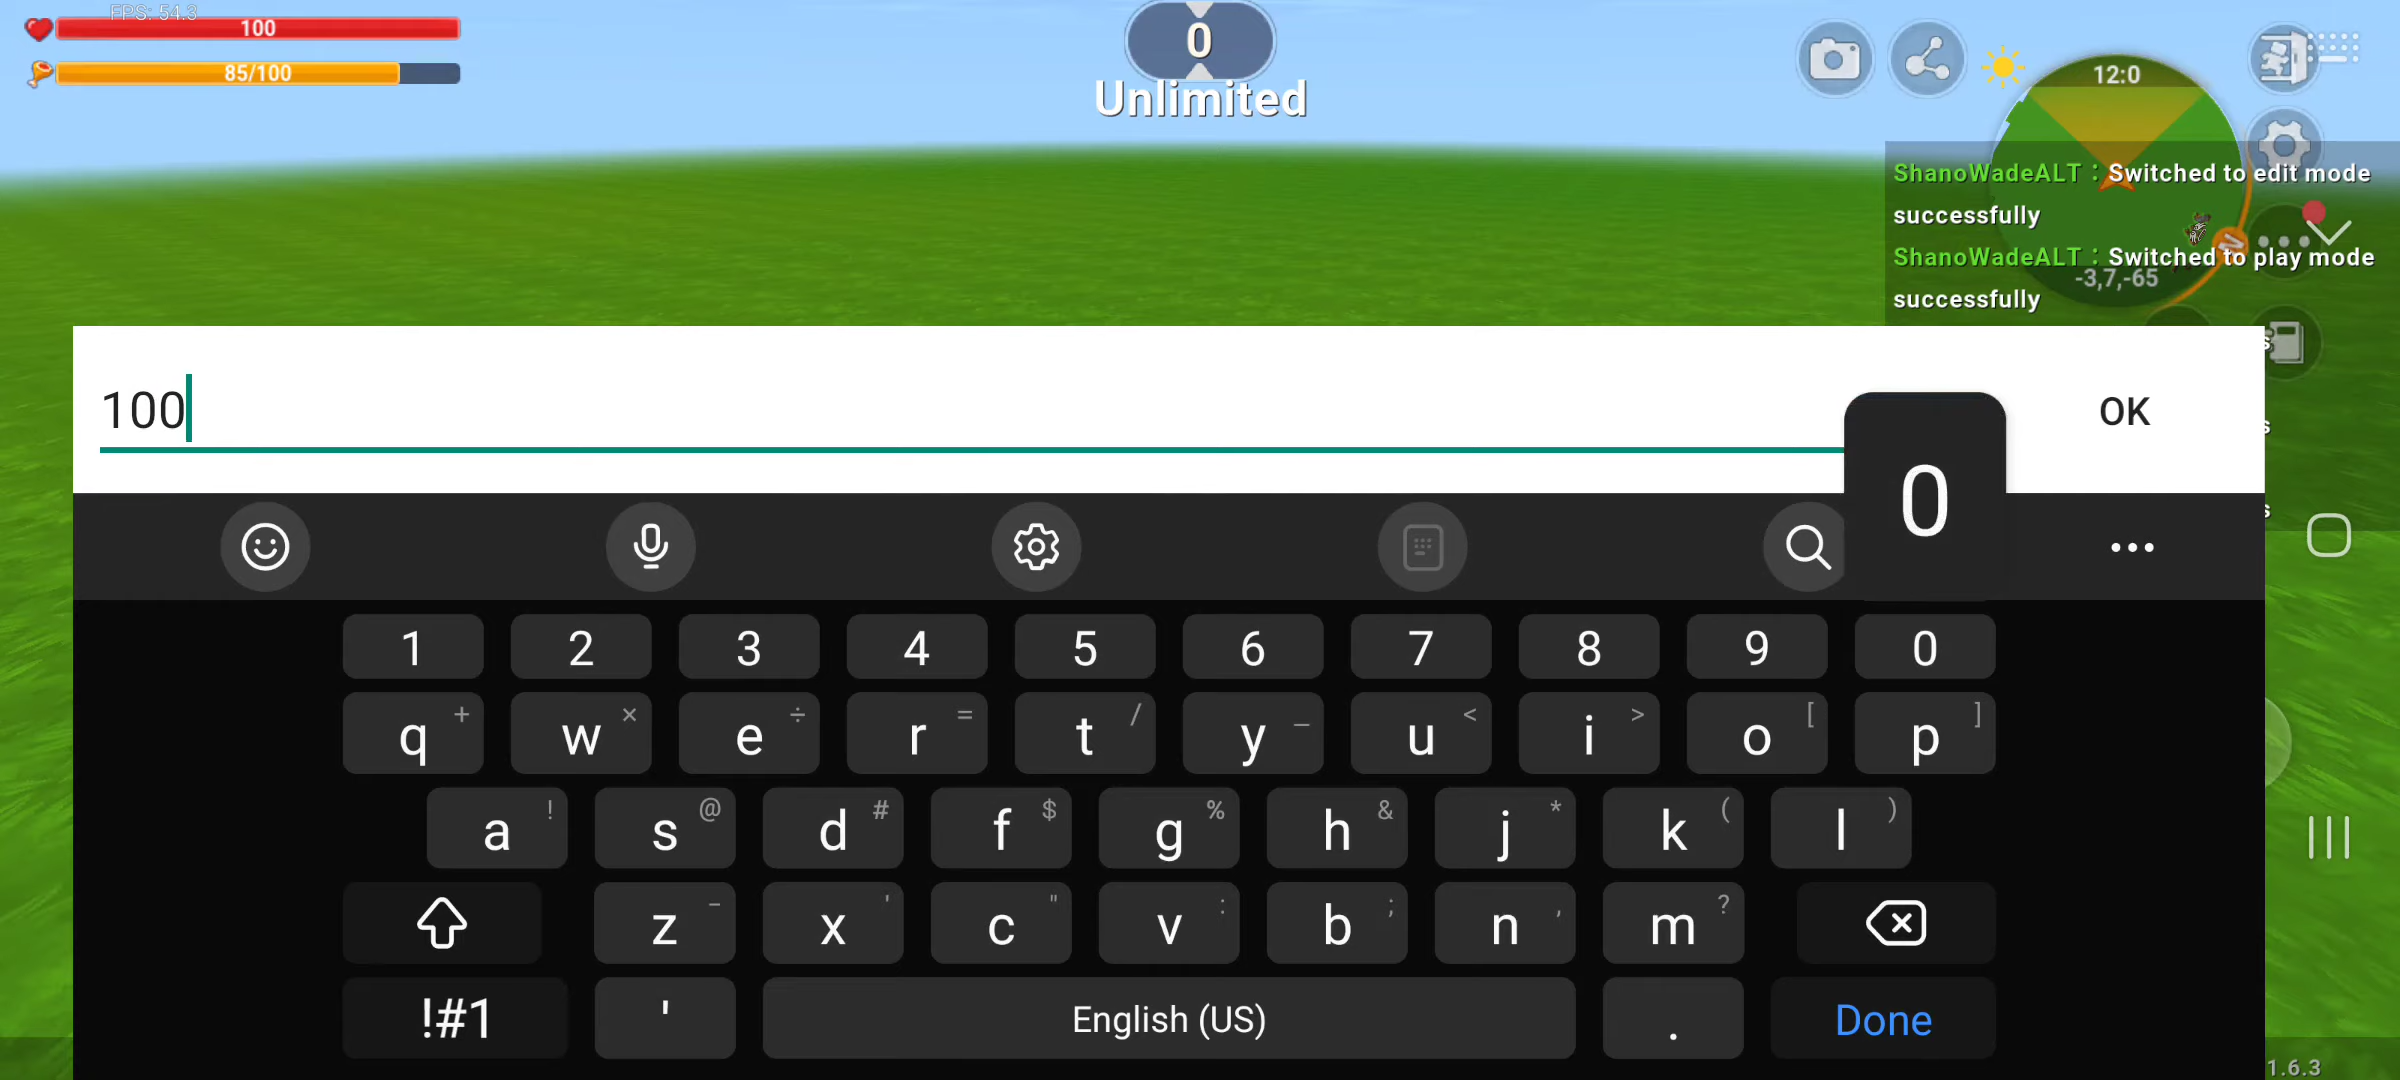 FPS: 54.3
100
85/100
0
Unlimited
12:0
ShanoWadeALT：Switched to edit mode
successfully
ShanoWadeALT：Switched to play mode
successfully
N
-3,7,-65
s
100
OK
s
0
s
1 2 3 4 5 6 7 8 9 0
q + w × e ÷ r = t / y _ u < i > o [ p ]
a ! s @ d # f $ g % h & j * k ( l )
z - x ' c " v : b ; n , m ?
!#1 ' English (US) . Done
1.6.3